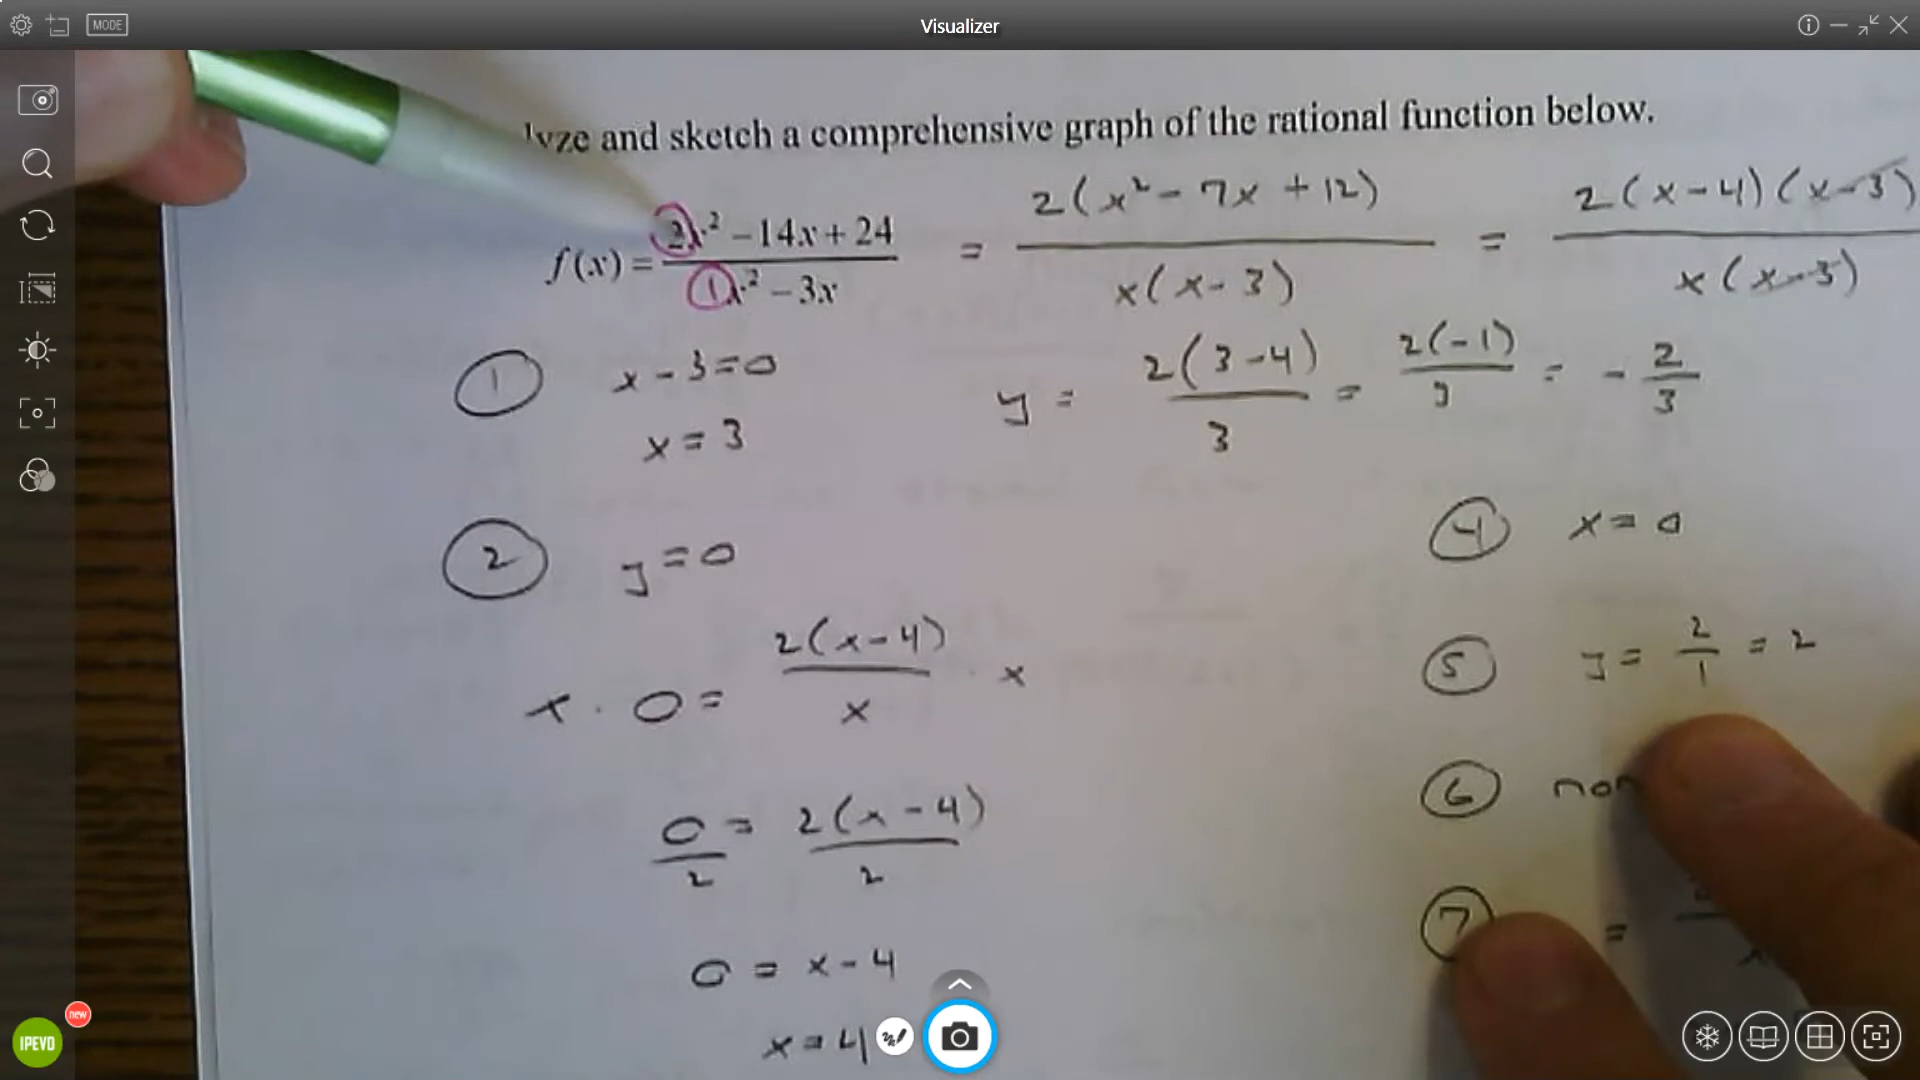 MODE
Visualizer
lyze and sketch a comprehensive graph of the rational function below.
f(x) = (2x² − 14x + 24)/(1x² − 3x) = 2(x² − 7x + 12)/x(x − 3) = 2(x − 4)(x − 3)/x(x − 3)
① x − 3 = 0
x = 3
y = 2(3 − 4)/3 = 2(−1)/3 = − 2/3
② y = 0
x · 0 = 2(x − 4)/x · x
0/2 = 2(x − 4)/2
0 = x − 4
x = 4
④ x = 0
⑤ y = 2/1 = 2
⑥ non
⑦ =
IPEVO
new